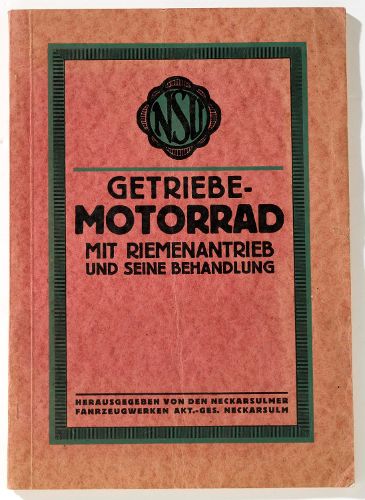 NSU
GETRIEBE-
MOTORRAD
MIT RIEMENANTRIEB
UND SEINE BEHANDLUNG
HERAUSGEGEBEN VON DEN NECKARSULMER
FAHRZEUGWERKEN AKT.-GES. NECKARSULM